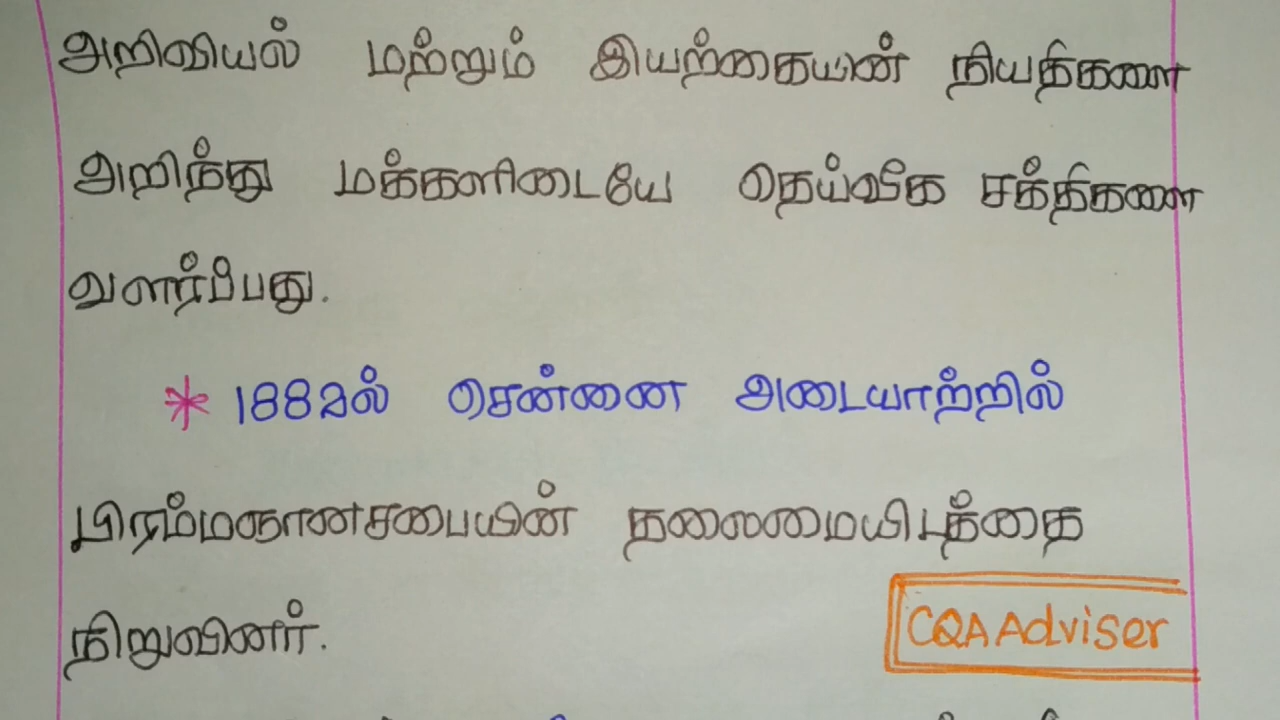 அறிவியல் மற்றும் இயற்கையின் நியதிகளை
அறிந்து மக்களிடையே தெய்வீக சக்திகளை
வளர்ப்பது.
* 1882ல் சென்னை அடையாற்றில்
பிரம்மஞானசபையின் தலைமையிடத்தை
நிறுவினர்.
CQA Adviser